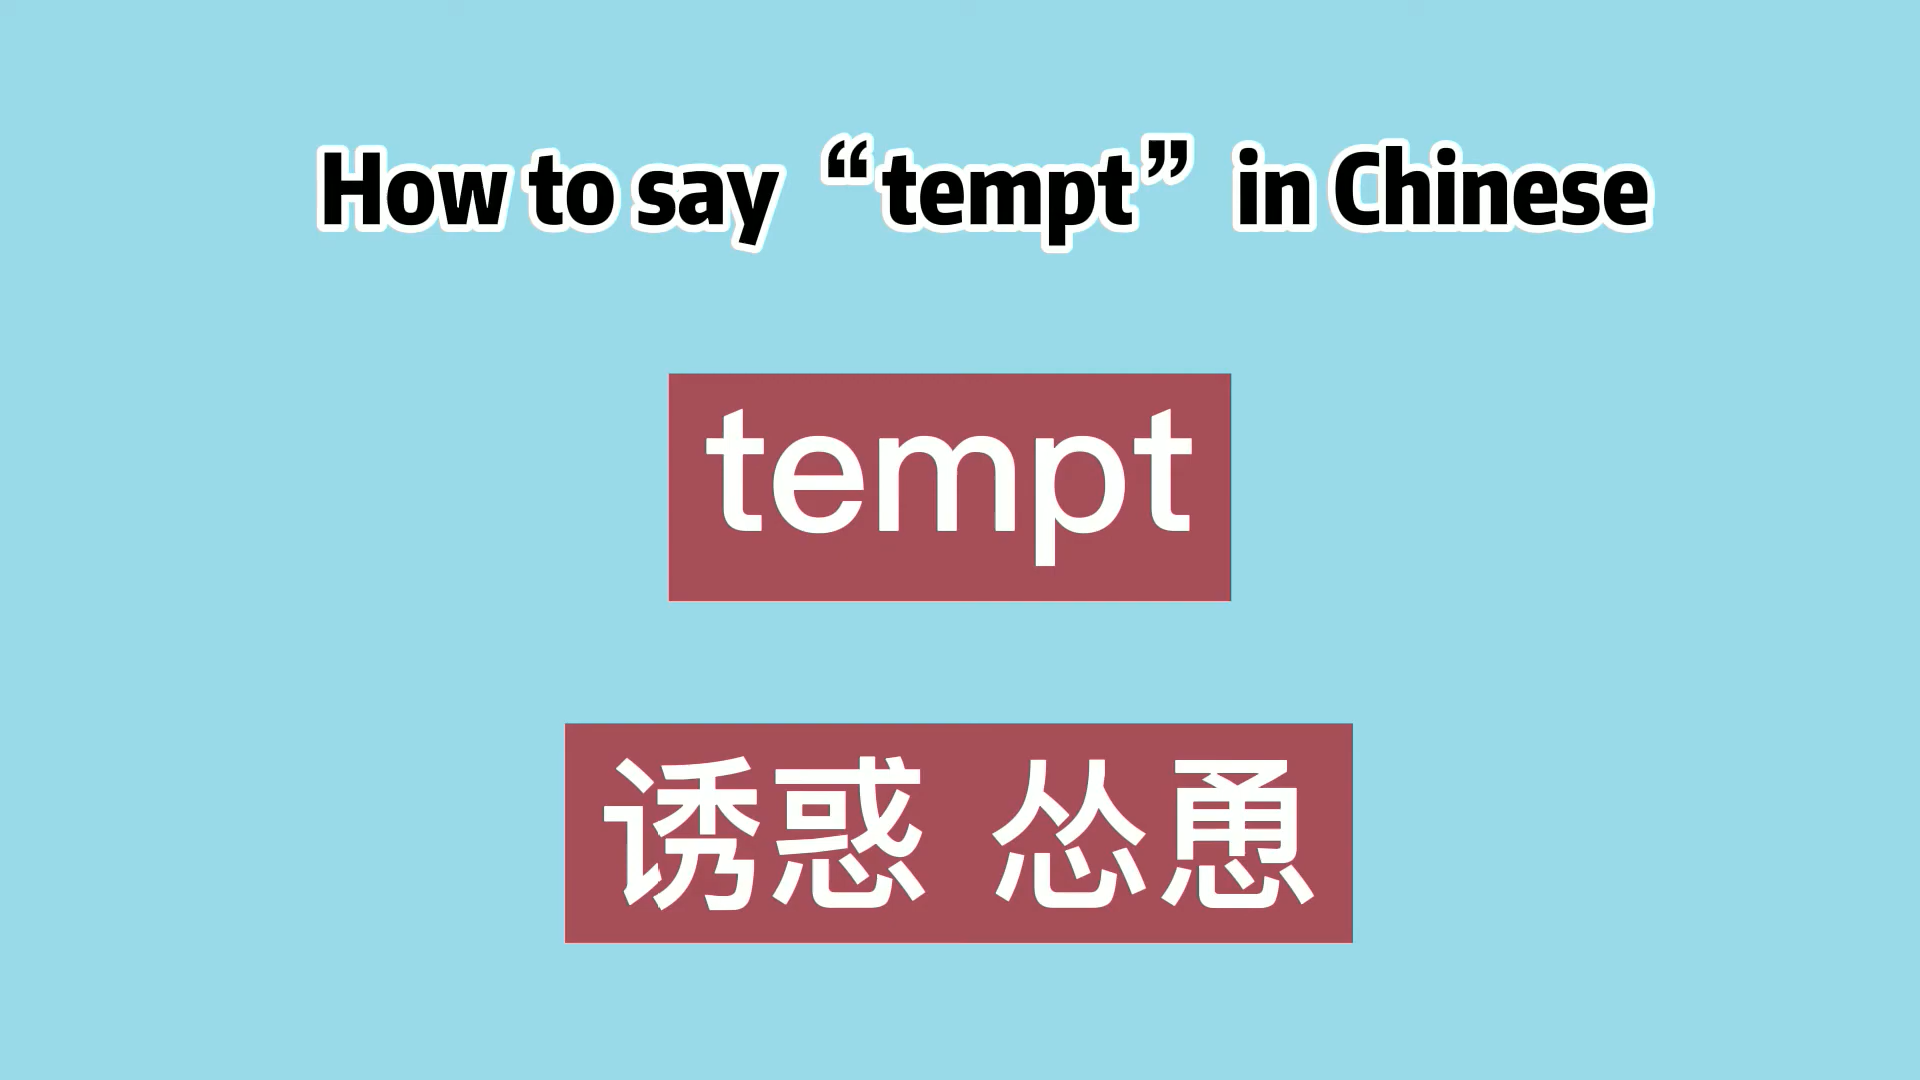 How to say “tempt” in Chinese
tempt
诱惑 怂恿